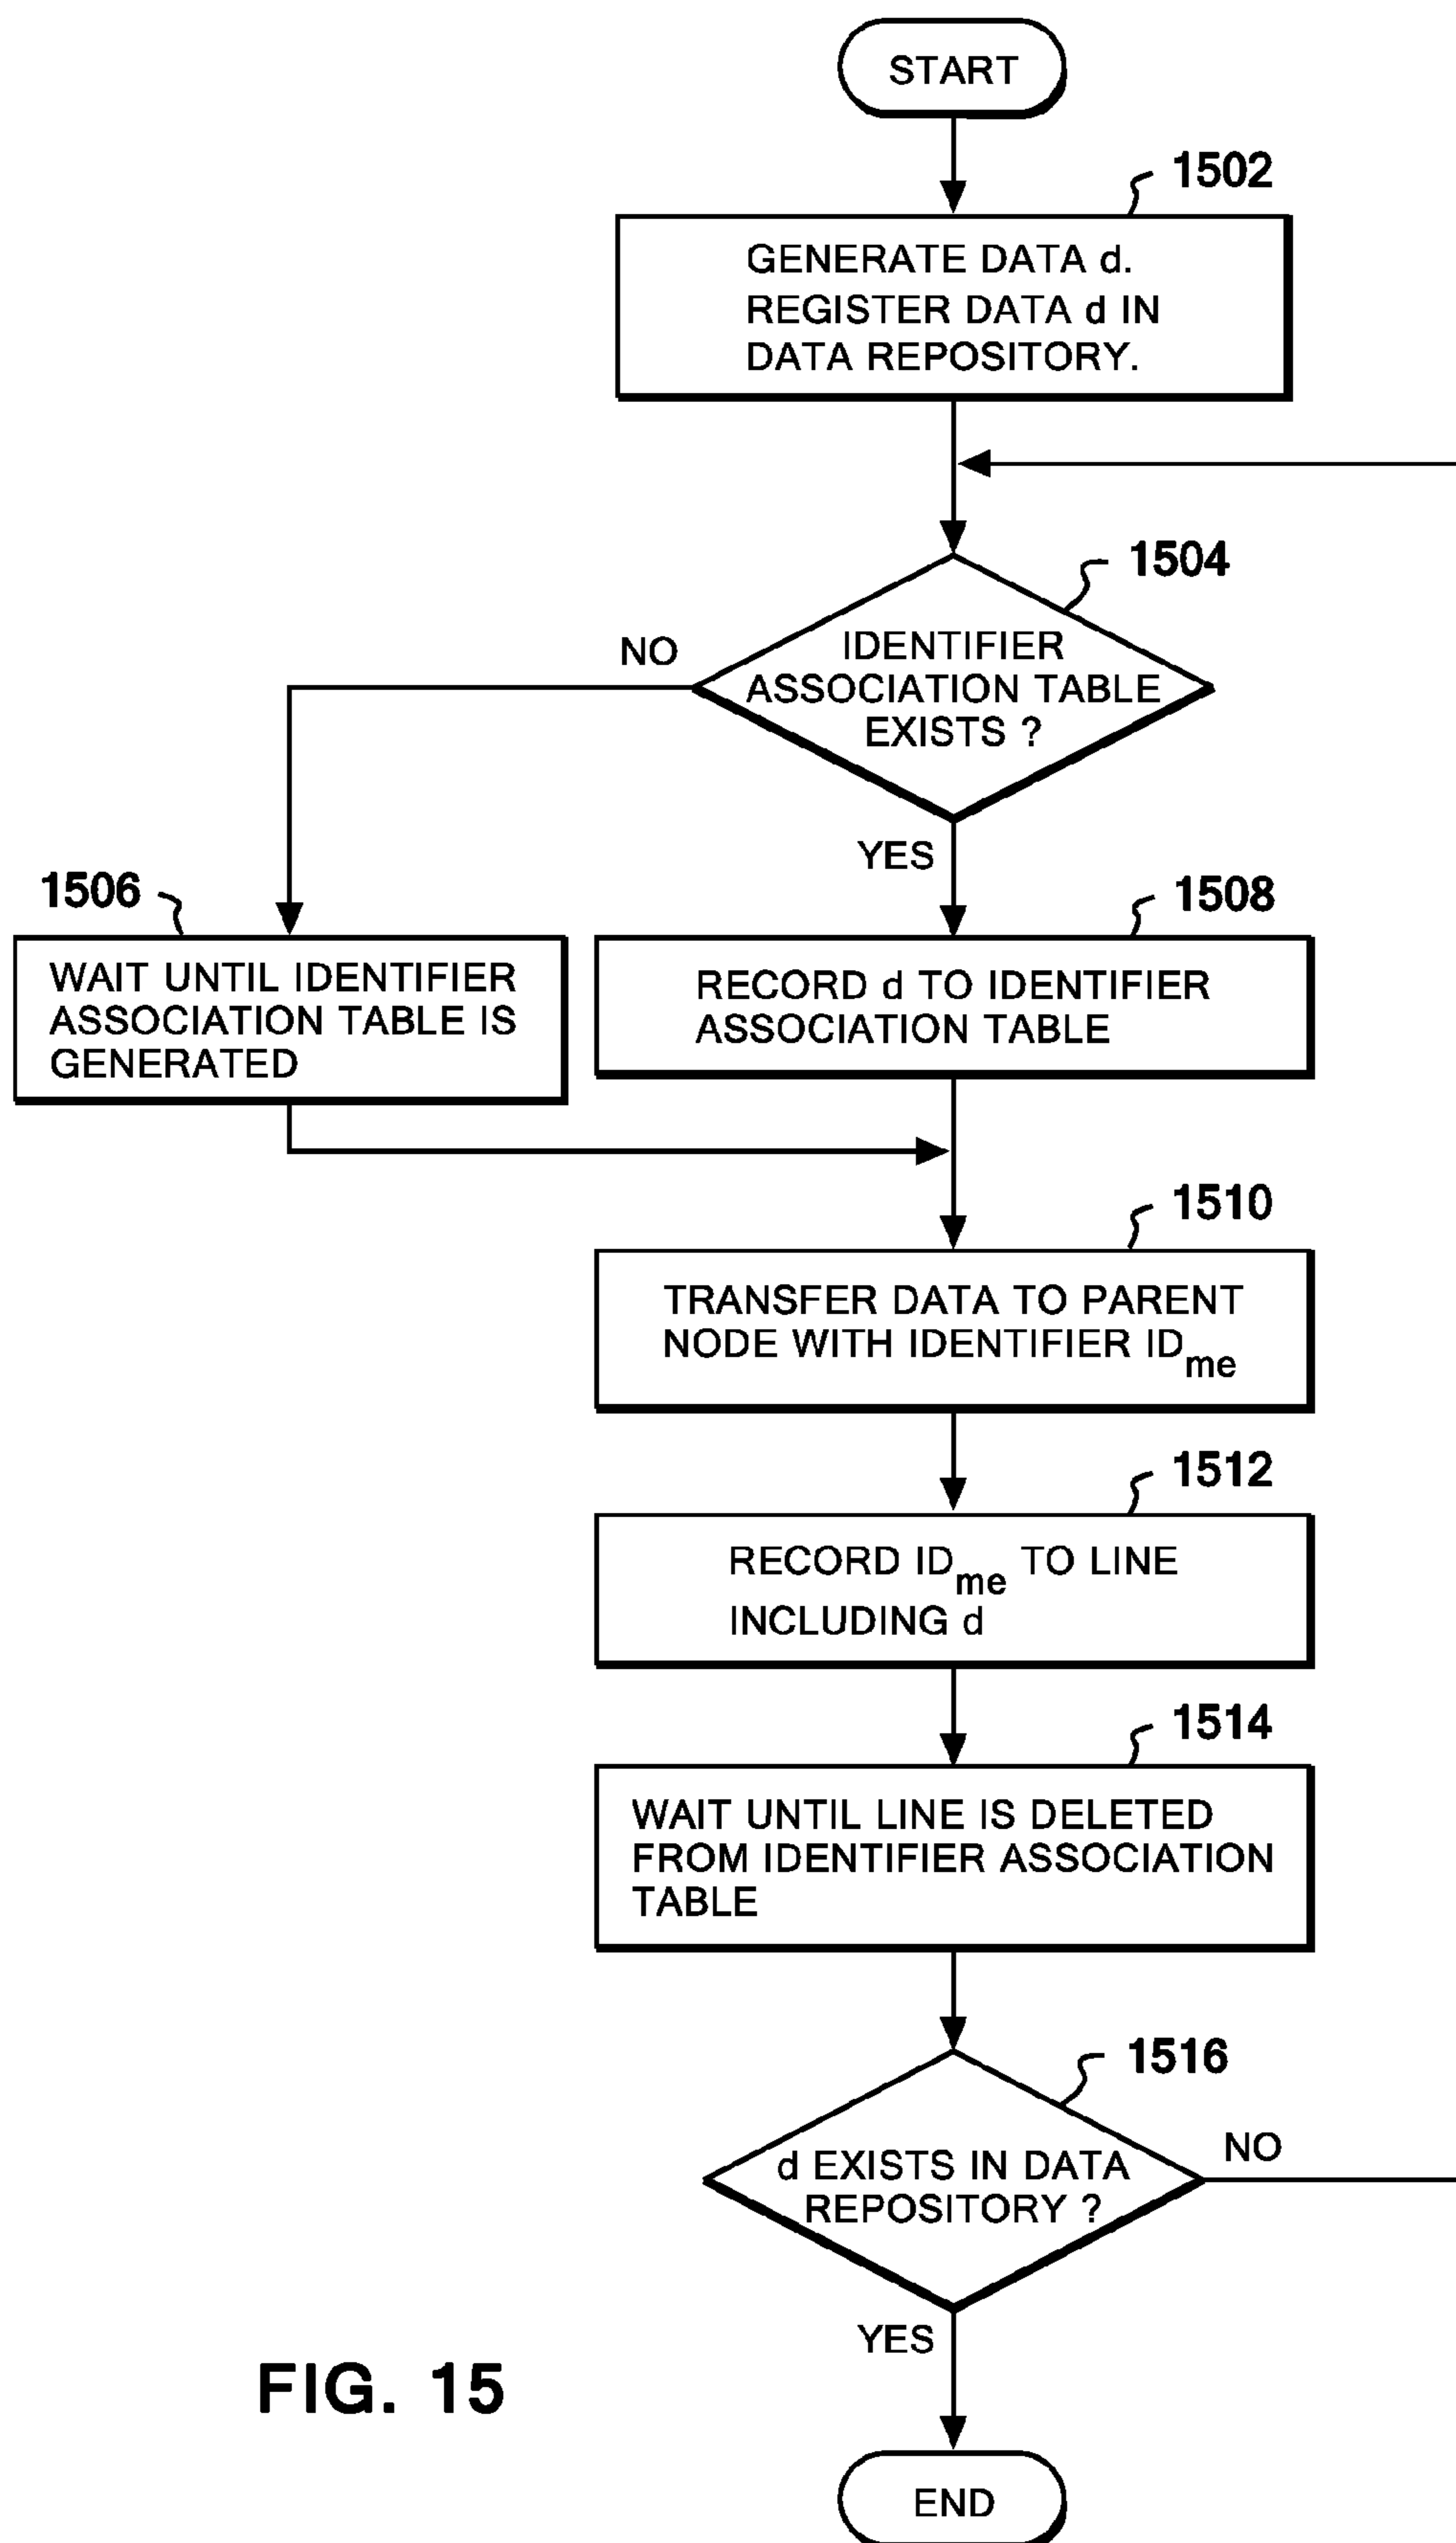 START
1502
GENERATE DATA d.
REGISTER DATA d IN
DATA REPOSITORY.
1504
NO
IDENTIFIER
ASSOCIATION TABLE
EXISTS ?
YES
1506
WAIT UNTIL IDENTIFIER
ASSOCIATION TABLE IS
GENERATED
1508
RECORD d TO IDENTIFIER
ASSOCIATION TABLE
1510
TRANSFER DATA TO PARENT
NODE WITH IDENTIFIER IDme
1512
RECORD IDme TO LINE
INCLUDING d
1514
WAIT UNTIL LINE IS DELETED
FROM IDENTIFIER ASSOCIATION
TABLE
1516
d EXISTS IN DATA
REPOSITORY ?
NO
YES
FIG. 15
END